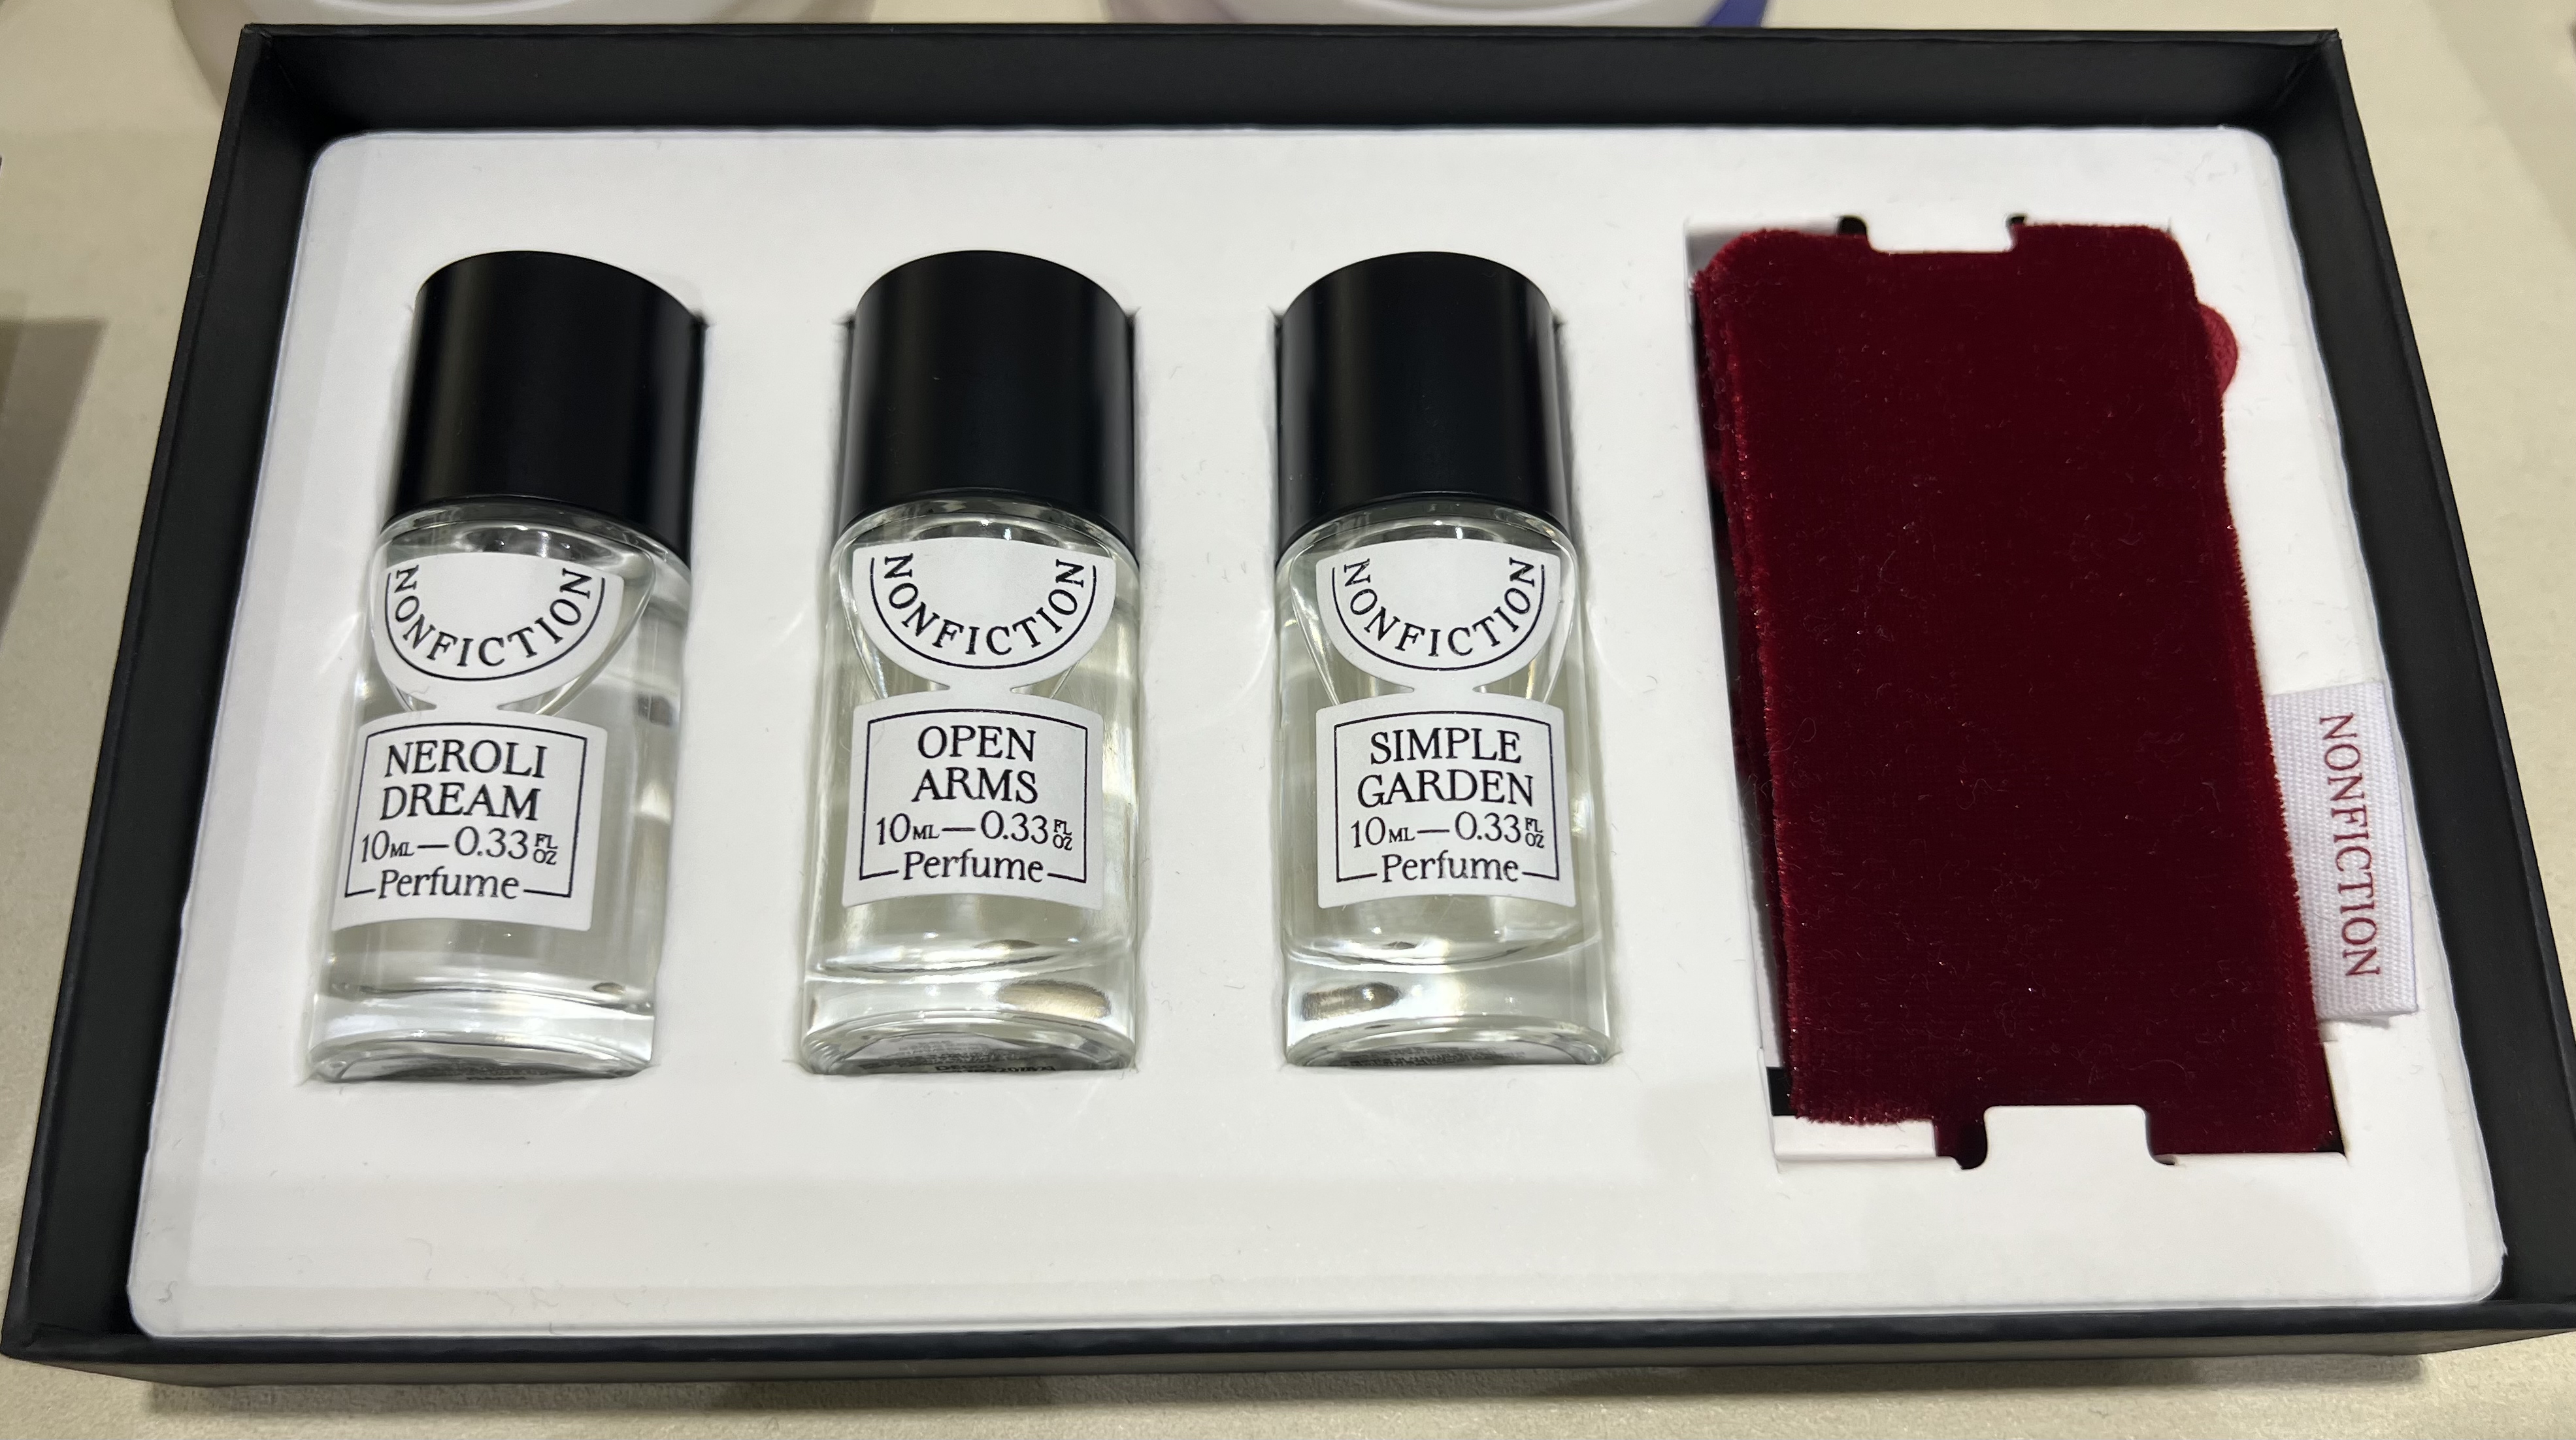 NONFICTION
NEROLI
DREAM
10ML—0.33 FL OZ
Perfume
NONFICTION
OPEN
ARMS
10ML—0.33 FL OZ
Perfume
NONFICTION
SIMPLE
GARDEN
10ML—0.33 FL OZ
Perfume
NONFICTION